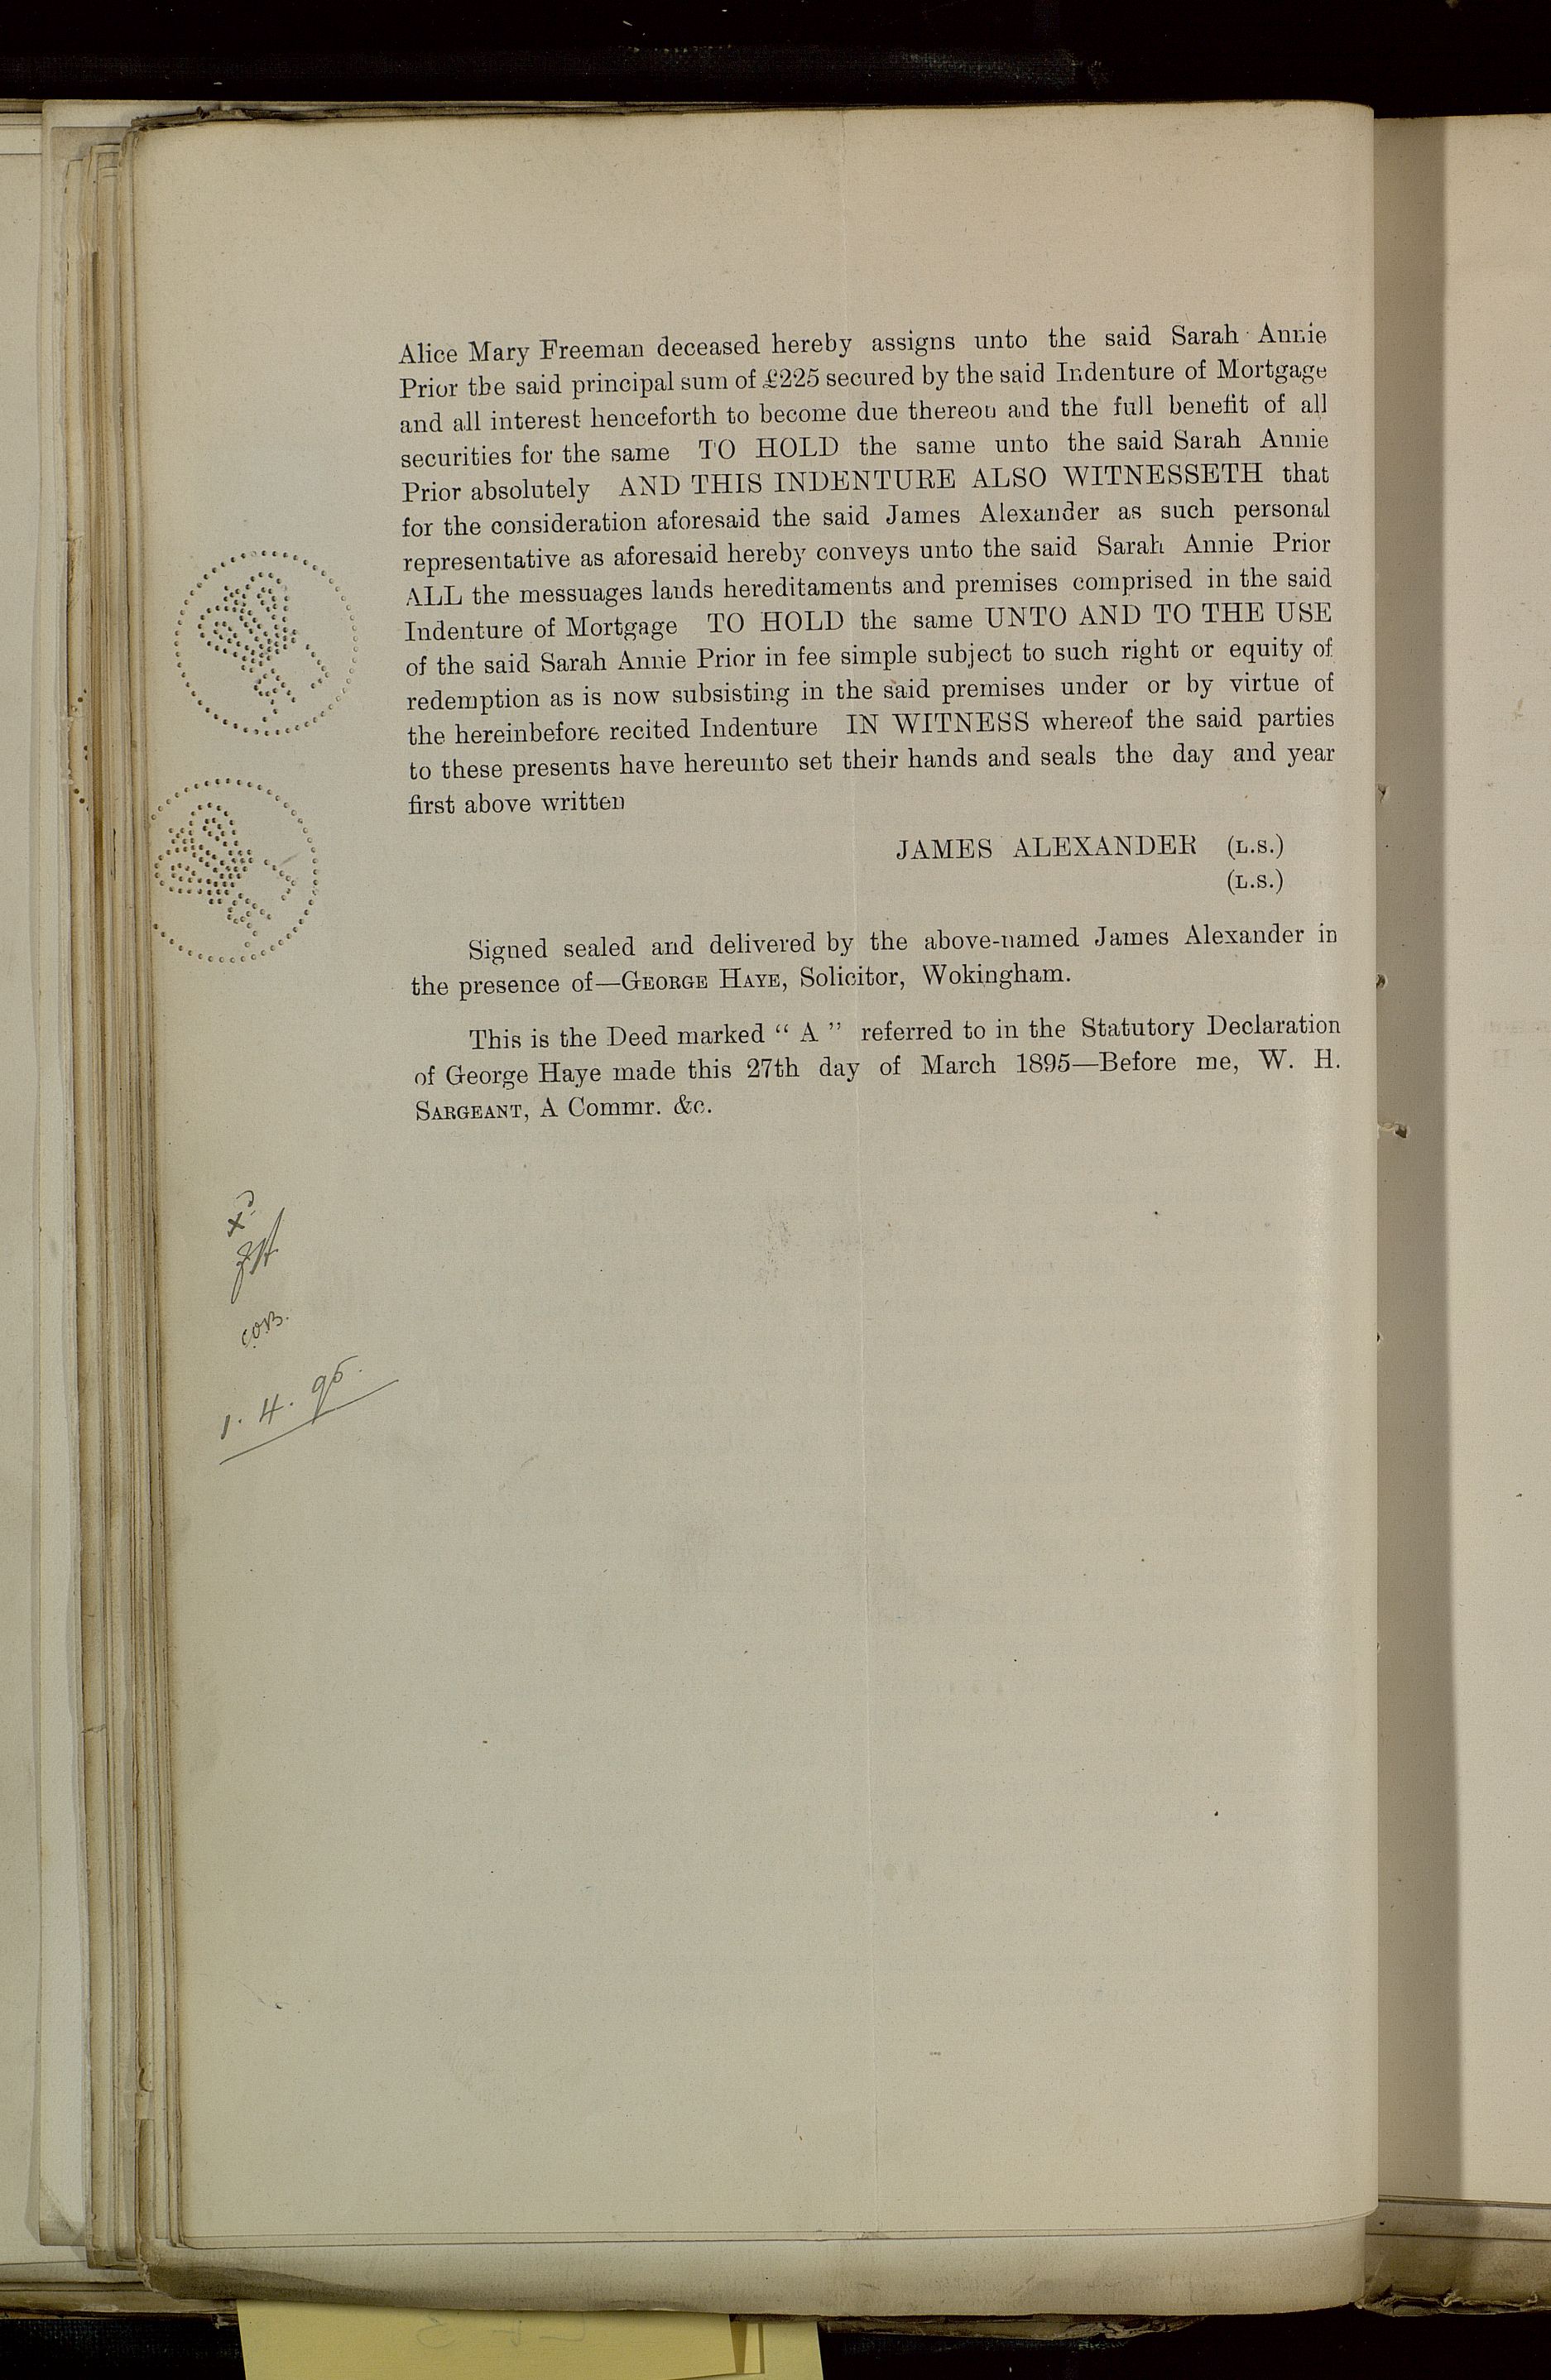 Alice Mary Freeman deceased hereby assigns unto the said Sarah Annie
Prior the said principal sum of £225 secured by the said Indenture of Mortgage
and all interest henceforth to become due thereon and the full benefit of all
securities for the same TO HOLD the same unto the said Sarah Annie
Prior absolutely AND THIS INDENTURE ALSO WITNESSETH that
for the consideration aforesaid the said James Alexander as such personal
representative as aforesaid hereby conveys unto the said Sarah Annie Prior
ALL the messuages lands hereditaments and premises comprised in the said
Indenture of Mortgage TO HOLD the same UNTO AND TO THE USE
of the said Sarah Annie Prior in fee simple subject to such right or equity of
redemption as is now subsisting in the said premises under or by virtue of
the hereinbefore recited Indenture IN WITNESS whereof the said parties
to these presents have hereunto set their hands and seals the day and year
first above written
JAMES ALEXANDER (L.S.)
(L.S.)
Signed sealed and delivered by the above-named James Alexander in
the presence of—GEORGE HAYE, Solicitor, Wokingham.
This is the Deed marked “ A ” referred to in the Statutory Declaration
of George Haye made this 27th day of March 1895—Before me, W. H.
SARGEANT, A Commr. &c.
1. 4. 95.